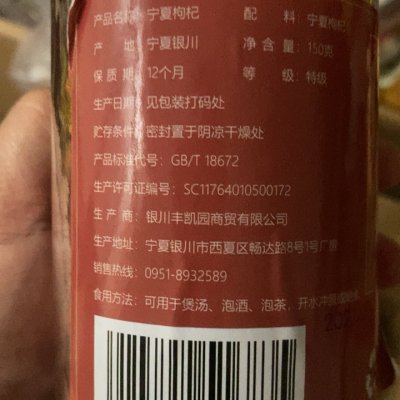 产品名称：宁夏枸杞 配 料：宁夏枸杞
产 地：宁夏银川 净含量：150克
保质期：12个月 等 级：特级
生产日期：见包装打码处
贮存条件：密封置于阴凉干燥处
产品标准代号：GB/T 18672
生产许可证编号：SC11764010500172
生产商：银川丰凯园商贸有限公司
生产地址：宁夏银川市西夏区畅达路8号1号厂房
销售热线：0951-8932589
食用方法：可用于煲汤、泡酒、泡茶，开水冲